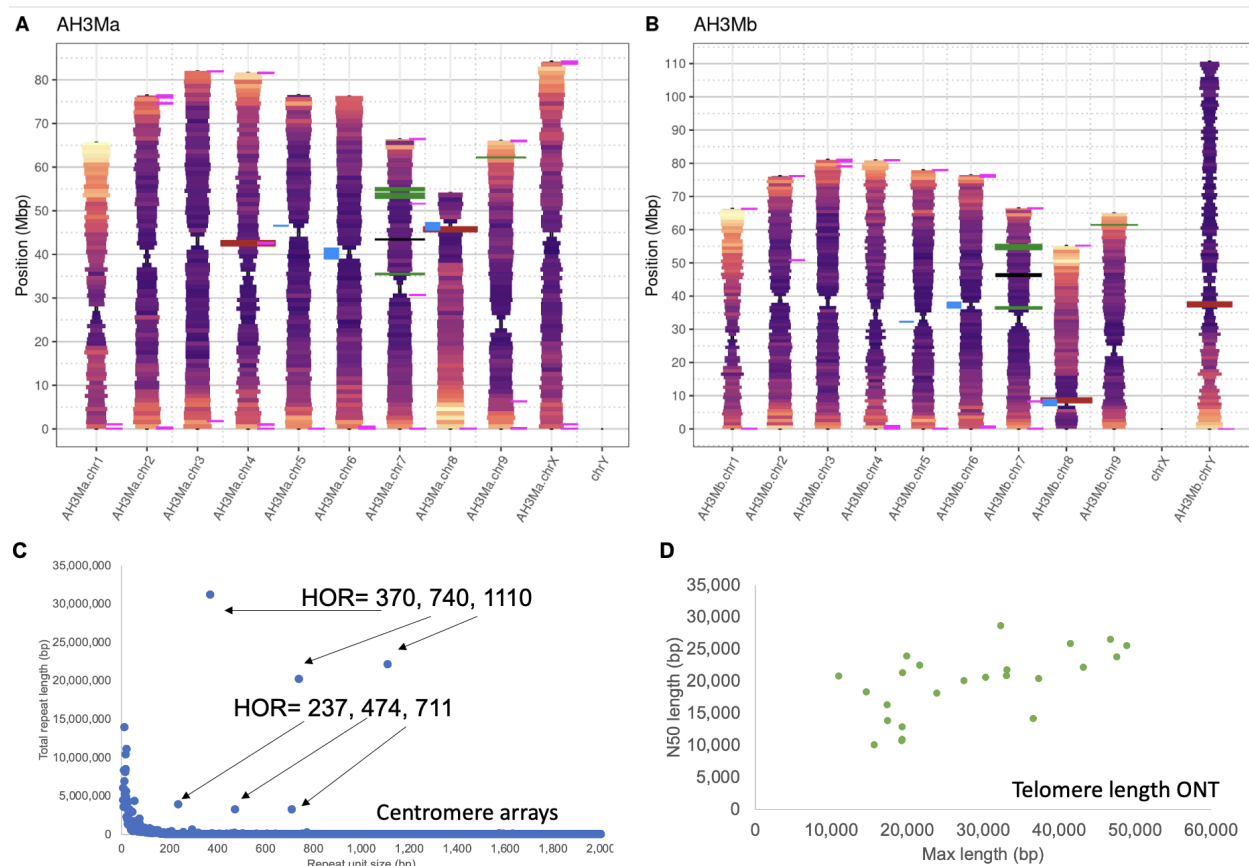 A AH3Ma
80
70
60
50
40
30
20
10
0
Position (Mbp)
AH3Ma.chr1
AH3Ma.chr2
AH3Ma.chr3
AH3Ma.chr4
AH3Ma.chr5
AH3Ma.chr6
AH3Ma.chr7
AH3Ma.chr8
AH3Ma.chr9
AH3Ma.chrX
chrY
B AH3Mb
110
100
90
80
70
60
50
40
30
20
10
0
Position (Mbp)
AH3Mb.chr1
AH3Mb.chr2
AH3Mb.chr3
AH3Mb.chr4
AH3Mb.chr5
AH3Mb.chr6
AH3Mb.chr7
AH3Mb.chr8
AH3Mb.chr9
chrX
AH3Mb.chrY
C
35,000,000
30,000,000
25,000,000
20,000,000
15,000,000
10,000,000
5,000,000
0
Total repeat length (bp)
HOR= 370, 740, 1110
HOR= 237, 474, 711
Centromere arrays
0 200 400 600 800 1,000 1,200 1,400 1,600 1,800 2,000
Repeat unit size (bp)
D
35,000
30,000
25,000
20,000
15,000
10,000
5,000
0
N50 length (bp)
Telomere length ONT
0 10,000 20,000 30,000 40,000 50,000 60,000
Max length (bp)